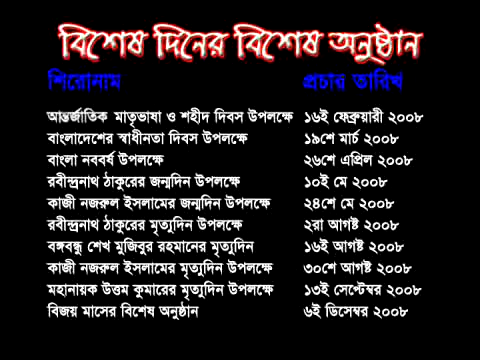 বিশেষ দিনের বিশেষ অনুষ্ঠান
শিরোনাম প্রচার তারিখ
আন্তর্জাতিক মাতৃভাষা ও শহীদ দিবস উপলক্ষে ১৬ই ফেব্রুয়ারী ২০০৮
বাংলাদেশের স্বাধীনতা দিবস উপলক্ষে ১৯শে মার্চ ২০০৮
বাংলা নববর্ষ উপলক্ষে ২৬শে এপ্রিল ২০০৮
রবীন্দ্রনাথ ঠাকুরের জন্মদিন উপলক্ষে ১০ই মে ২০০৮
কাজী নজরুল ইসলামের জন্মদিন উপলক্ষে ২৪শে মে ২০০৮
রবীন্দ্রনাথ ঠাকুরের মৃত্যুদিন উপলক্ষে ২রা আগষ্ট ২০০৮
বঙ্গবন্ধু শেখ মুজিবুর রহমানের মৃত্যুদিন ১৬ই আগষ্ট ২০০৮
কাজী নজরুল ইসলামের মৃত্যুদিন উপলক্ষে ৩০শে আগষ্ট ২০০৮
মহানায়ক উত্তম কুমারের মৃত্যুদিন উপলক্ষে ১৩ই সেপ্টেম্বর ২০০৮
বিজয় মাসের বিশেষ অনুষ্ঠান ৬ই ডিসেম্বর ২০০৮